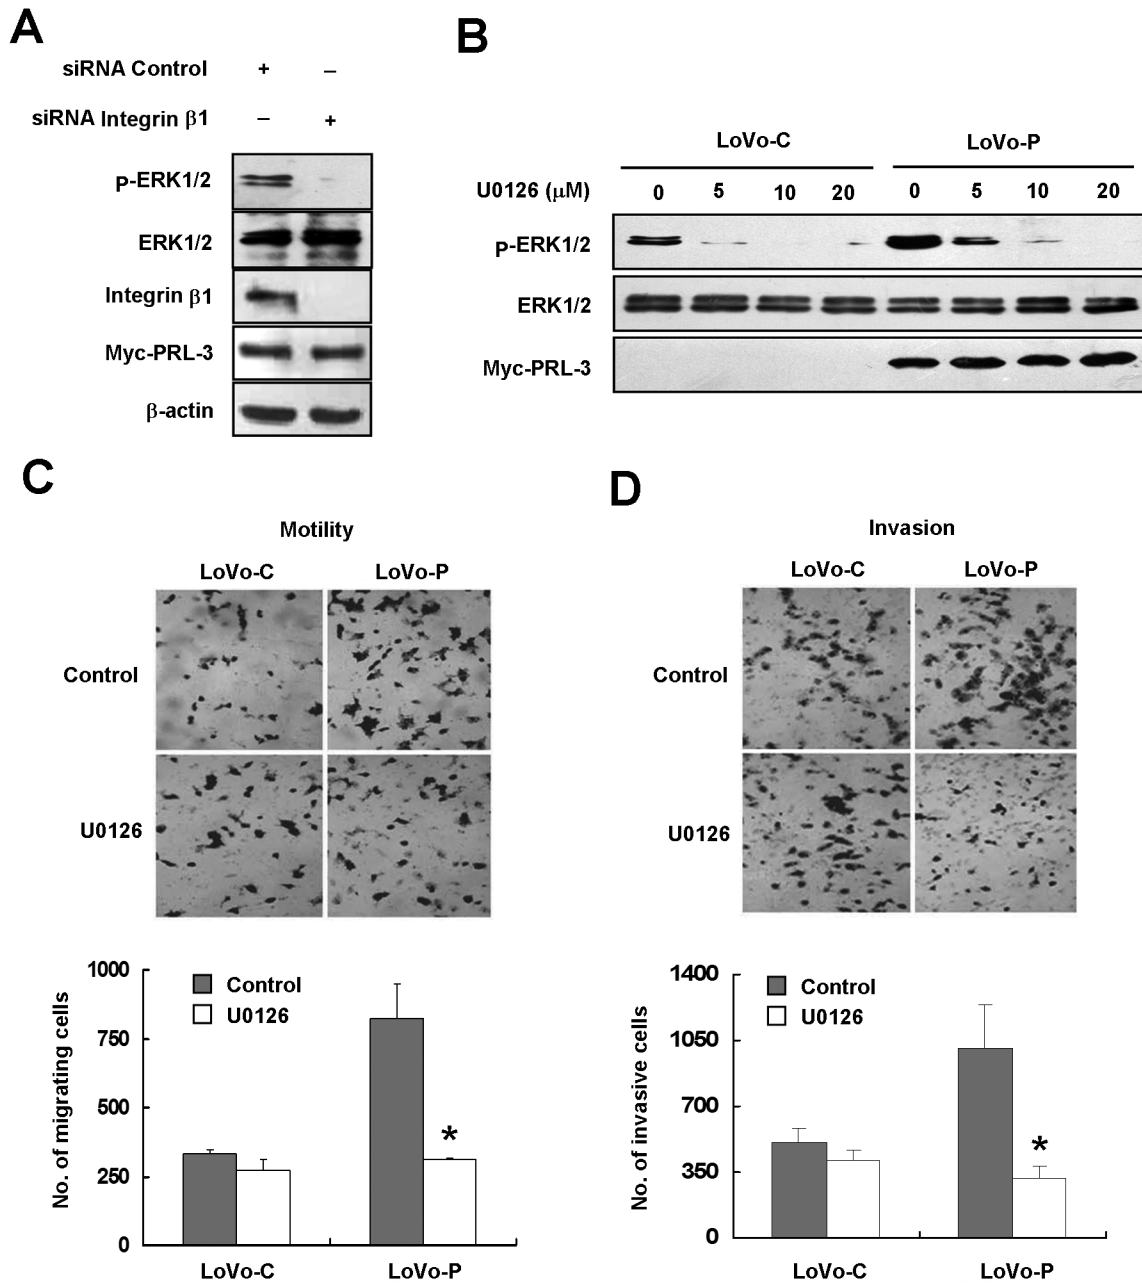 A
siRNA Control + –
siRNA Integrin β1 – +
p-ERK1/2
ERK1/2
Integrin β1
Myc-PRL-3
β-actin
B
LoVo-C LoVo-P
U0126 (μM) 0 5 10 20 0 5 10 20
p-ERK1/2
ERK1/2
Myc-PRL-3
C
Motility
LoVo-C LoVo-P
Control
U0126
1000
750
500
250
0
No. of migrating cells
Control
U0126
*
LoVo-C LoVo-P
D
Invasion
LoVo-C LoVo-P
Control
U0126
1400
1050
700
350
0
No. of invasive cells
Control
U0126
*
LoVo-C LoVo-P